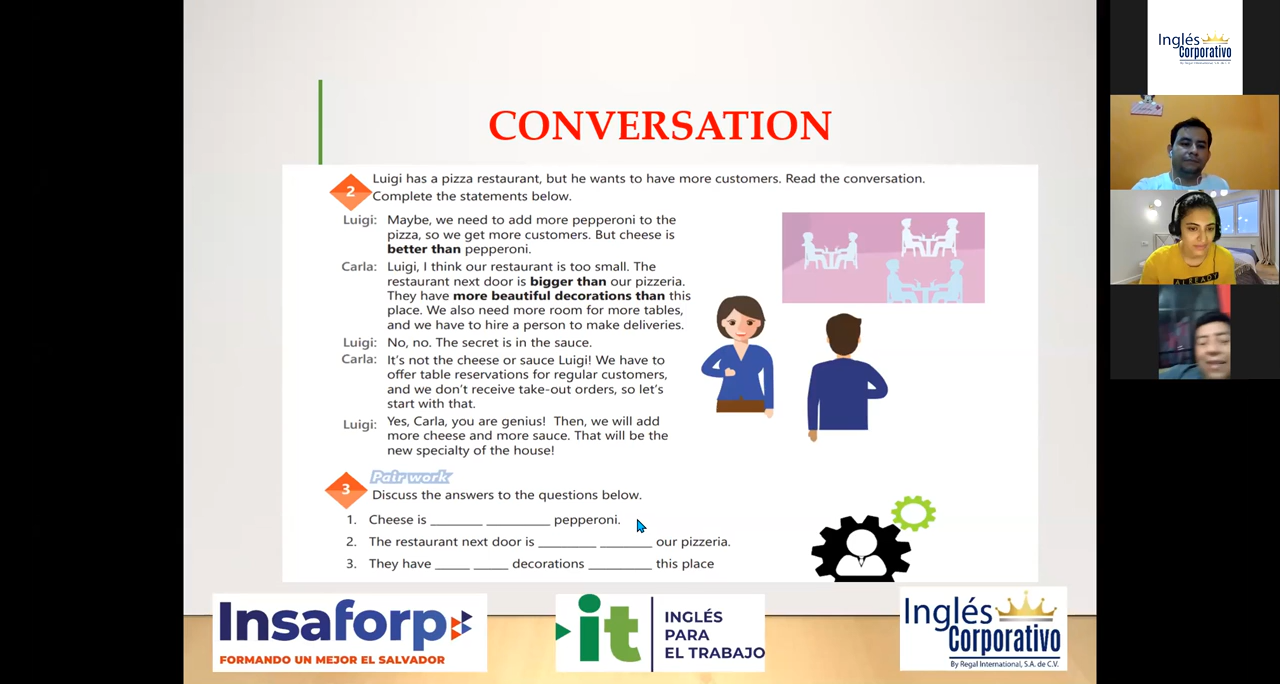 CONVERSATION
2
Luigi has a pizza restaurant, but he wants to have more customers. Read the conversation.
Complete the statements below.
Luigi: Maybe, we need to add more pepperoni to the
pizza, so we get more customers. But cheese is
better than pepperoni.
Carla: Luigi, I think our restaurant is too small. The
restaurant next door is bigger than our pizzeria.
They have more beautiful decorations than this
place. We also need more room for more tables,
and we have to hire a person to make deliveries.
Luigi: No, no. The secret is in the sauce.
Carla: It's not the cheese or sauce Luigi! We have to
offer table reservations for regular customers,
and we don't receive take-out orders, so let's
start with that.
Luigi: Yes, Carla, you are genius! Then, we will add
more cheese and more sauce. That will be the
new specialty of the house!
3
Pair work
Discuss the answers to the questions below.
1. Cheese is ________ __________ pepperoni.
2. The restaurant next door is _________ ________ our pizzeria.
3. They have _____ _____ decorations __________ this place
Insaforp
FORMANDO UN MEJOR EL SALVADOR
it
INGLÉS
PARA
EL TRABAJO
Inglés
Corporativo
By Regal International, S.A. de C.V.
Inglés
Corporativo
By Regal International, S.A. de C.V.
ALREADY